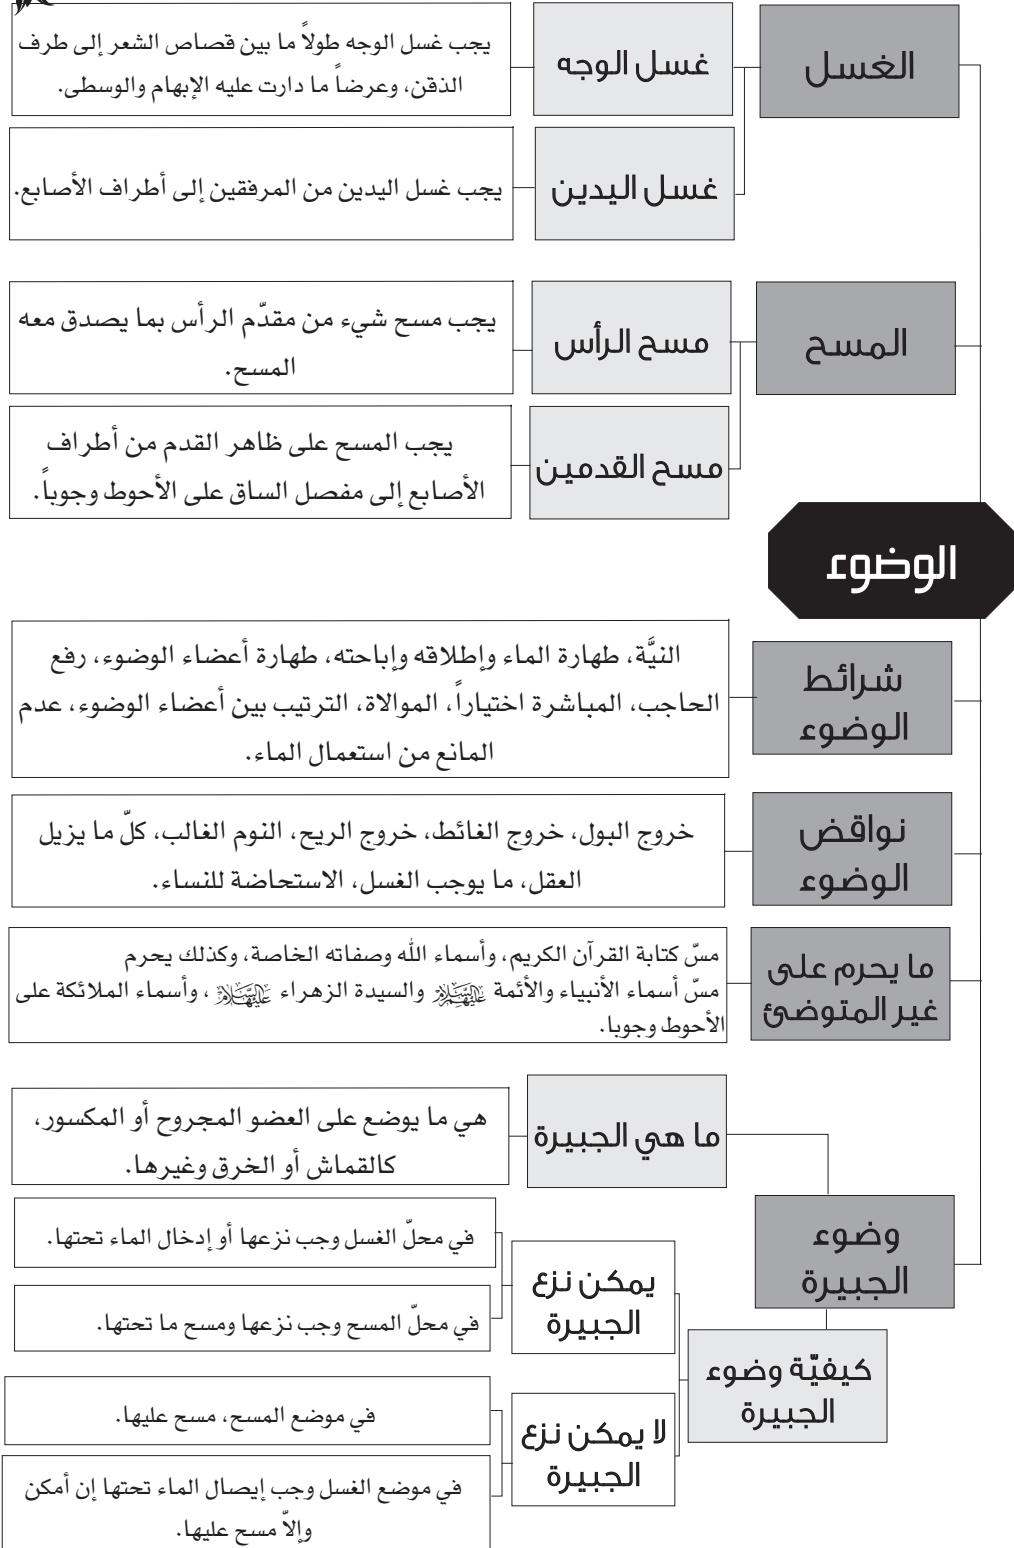 الغسل
غسل الوجه
يجب غسل الوجه طولاً ما بين قصاص الشعر إلى طرف
الذقن، وعرضاً ما دارت عليه الإبهام والوسطى.
غسل اليدين
يجب غسل اليدين من المرفقين إلى أطراف الأصابع.
المسح
مسح الرأس
يجب مسح شيء من مقدّم الرأس بما يصدق معه
المسح.
مسح القدمين
يجب المسح على ظاهر القدم من أطراف
الأصابع إلى مفصل الساق على الأحوط وجوباً.
الوضوء
شرائط
الوضوء
النيَّة، طهارة الماء وإطلاقه وإباحته، طهارة أعضاء الوضوء، رفع
الحاجب، المباشرة اختياراً، الموالاة، الترتيب بين أعضاء الوضوء، عدم
المانع من استعمال الماء.
نواقض
الوضوء
خروج البول، خروج الغائط، خروج الريح، النوم الغالب، كلّ ما يزيل
العقل، ما يوجب الغسل، الاستحاضة للنساء.
ما يحرم على
غير المتوضئ
مسّ كتابة القرآن الكريم، وأسماء الله وصفاته الخاصة، وكذلك يحرم
مسّ أسماء الأنبياء والأئمة عليهم السلام والسيدة الزهراء عليها السلام ، وأسماء الملائكة على
الأحوط وجوبا.
ما هي الجبيرة
هي ما يوضع على العضو المجروح أو المكسور،
كالقماش أو الخرق وغيرها.
وضوء
الجبيرة
كيفيّة وضوء
الجبيرة
يمكن نزع
الجبيرة
في محلّ الغسل وجب نزعها أو إدخال الماء تحتها.
في محلّ المسح وجب نزعها ومسح ما تحتها.
لا يمكن نزع
الجبيرة
في موضع المسح، مسح عليها.
في موضع الغسل وجب إيصال الماء تحتها إن أمكن
وإلاّ مسح عليها.